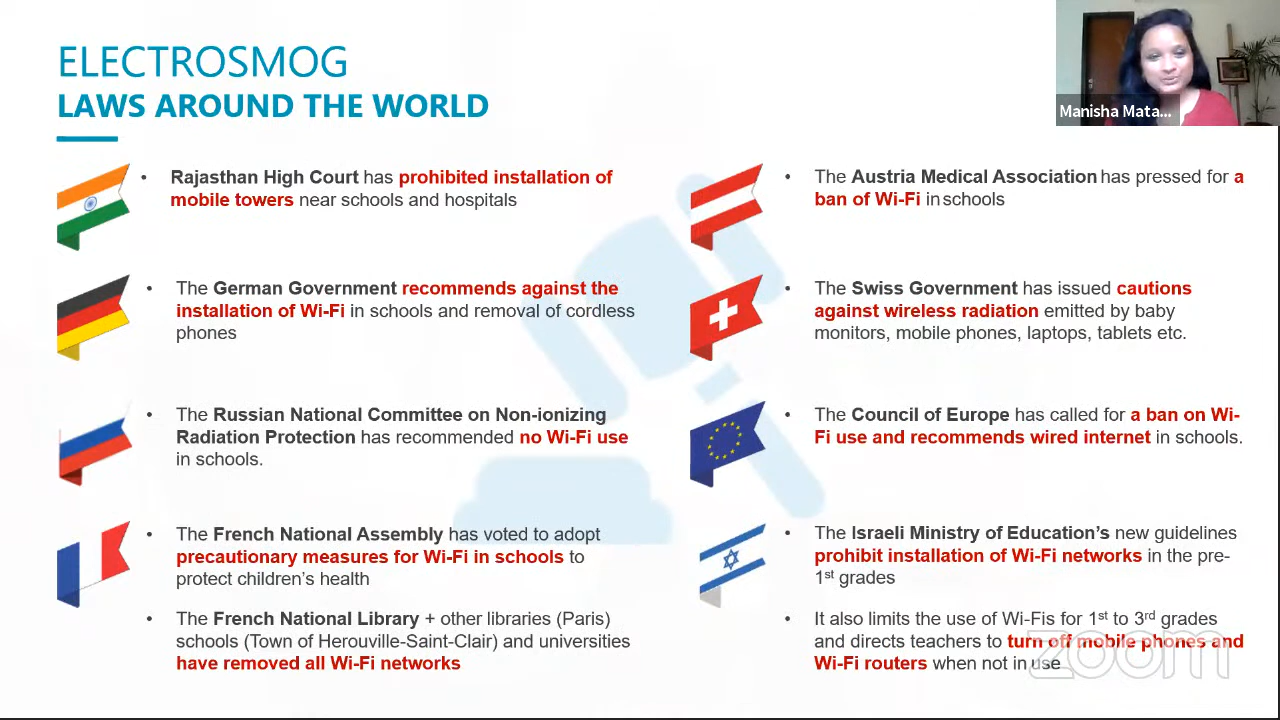 ELECTROSMOG
LAWS AROUND THE WORLD
Manisha Mata...
• Rajasthan High Court has prohibited installation of
mobile towers near schools and hospitals
• The German Government recommends against the
installation of Wi-Fi in schools and removal of cordless
phones
• The Russian National Committee on Non-ionizing
Radiation Protection has recommended no Wi-Fi use
in schools.
• The French National Assembly has voted to adopt
precautionary measures for Wi-Fi in schools to
protect children's health
• The French National Library + other libraries (Paris)
schools (Town of Herouville-Saint-Clair) and universities
have removed all Wi-Fi networks
• The Austria Medical Association has pressed for a
ban of Wi-Fi in schools
• The Swiss Government has issued cautions
against wireless radiation emitted by baby
monitors, mobile phones, laptops, tablets etc.
• The Council of Europe has called for a ban on Wi-
Fi use and recommends wired internet in schools.
• The Israeli Ministry of Education's new guidelines
prohibit installation of Wi-Fi networks in the pre-
1st grades
• It also limits the use of Wi-Fis for 1st to 3rd grades
and directs teachers to turn off mobile phones and
Wi-Fi routers when not in use
zoom